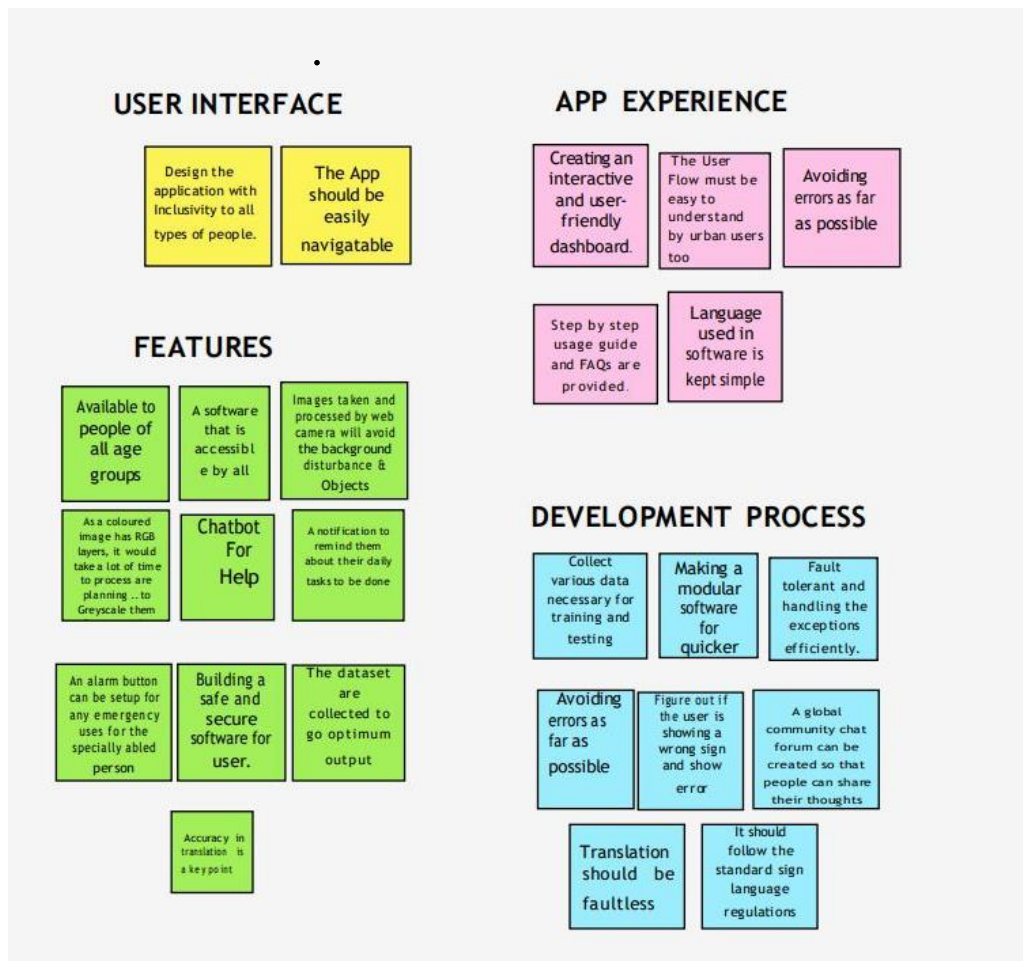 USER INTERFACE
Design the
application with
Inclusivity to all
types of people.
The App
should be
easily
navigatable
APP EXPERIENCE
Creating an
interactive
and user-
friendly
dashboard.
The User
Flow must be
easy to
understand
by urban users
too
Avoiding
errors as far
as possible
Step by step
usage guide
and FAQs are
provided.
Language
used in
software is
kept simple
FEATURES
Available to
people of
all age
groups
A software
that is
accessibl
e by all
Images taken and
processed by web
camera will avoid
the background
disturbance &
Objects
As a coloured
image has RGB
layers, it would
take a lot of time
to process are
planning .. to
Greyscale them
Chatbot
For
Help
A notification to
remind them
about their daily
tasks to be done
An alarm button
can be setup for
any emergency
uses for the
specially abled
person
Building a
safe and
secure
software for
user.
The dataset
are
collected to
go optimum
output
Accuracy in
translation is
a key point
DEVELOPMENT PROCESS
Collect
various data
necessary for
training and
testing
Making a
modular
software
for
quicker
Fault
tolerant and
handling the
exceptions
efficiently.
Avoiding
errors as
far as
possible
Figure out if
the user is
showing a
wrong sign
and show
error
A global
community chat
forum can be
created so that
people can share
their thoughts
Translation
should be
faultless
It should
follow the
standard sign
language
regulations